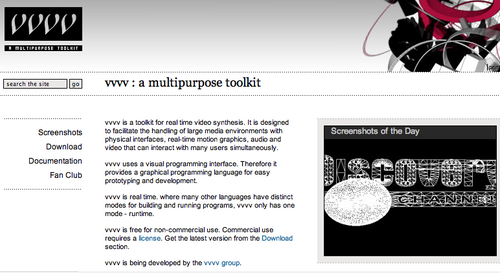 vvvv
A MULTIPURPOSE TOOLKIT
search the site
go
vvvv : a multipurpose toolkit
Screenshots
Download
Documentation
Fan Club
vvvv is a toolkit for real time video synthesis. It is designed
to facilitate the handling of large media environments with
physical interfaces, real-time motion graphics, audio and
video that can interact with many users simultaneously.
vvvv uses a visual programming interface. Therefore it
provides a graphical programming language for easy
prototyping and development.
vvvv is real time. where many other languages have distinct
modes for building and running programs, vvvv only has one
mode - runtime.
vvvv is free for non-commercial use. Commercial use
requires a license. Get the latest version from the Download
section.
vvvv is being developed by the vvvv group.
Screenshots of the Day
DISCOVERY
CHANNEL